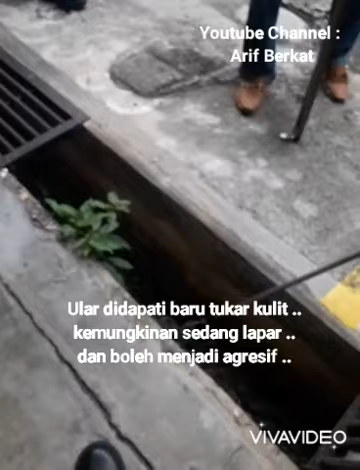 Youtube Channel :
Arif Berkat
Ular didapati baru tukar kulit ..
kemungkinan sedang lapar ..
dan boleh menjadi agresif ..
VIVAVIDEO